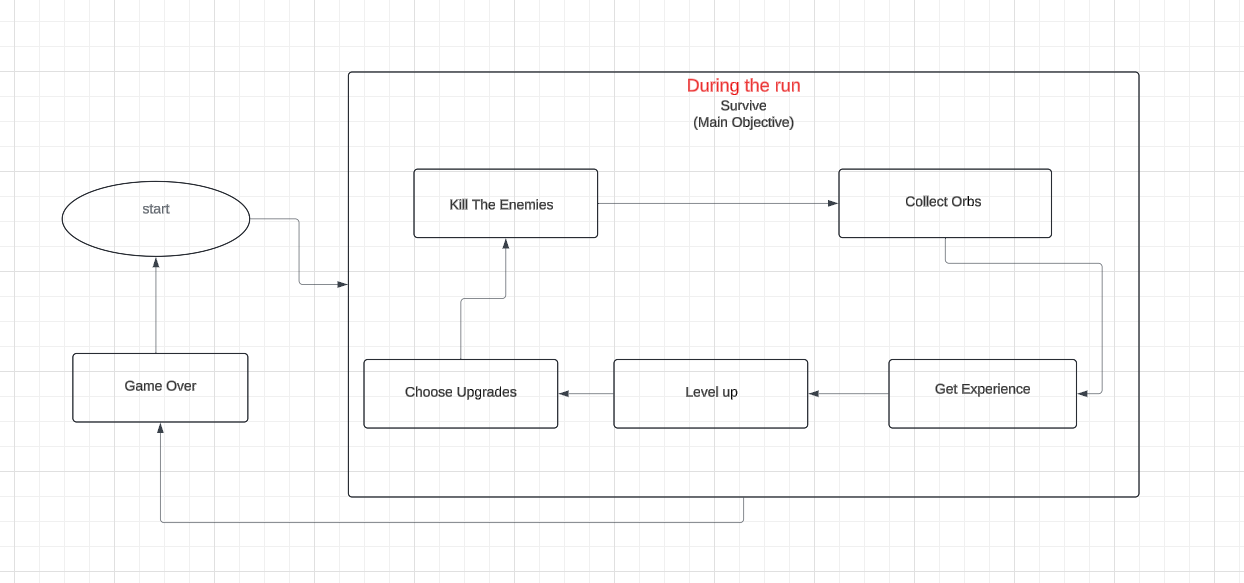 During the run
Survive
(Main Objective)
start
Kill The Enemies
Collect Orbs
Game Over
Choose Upgrades
Level up
Get Experience